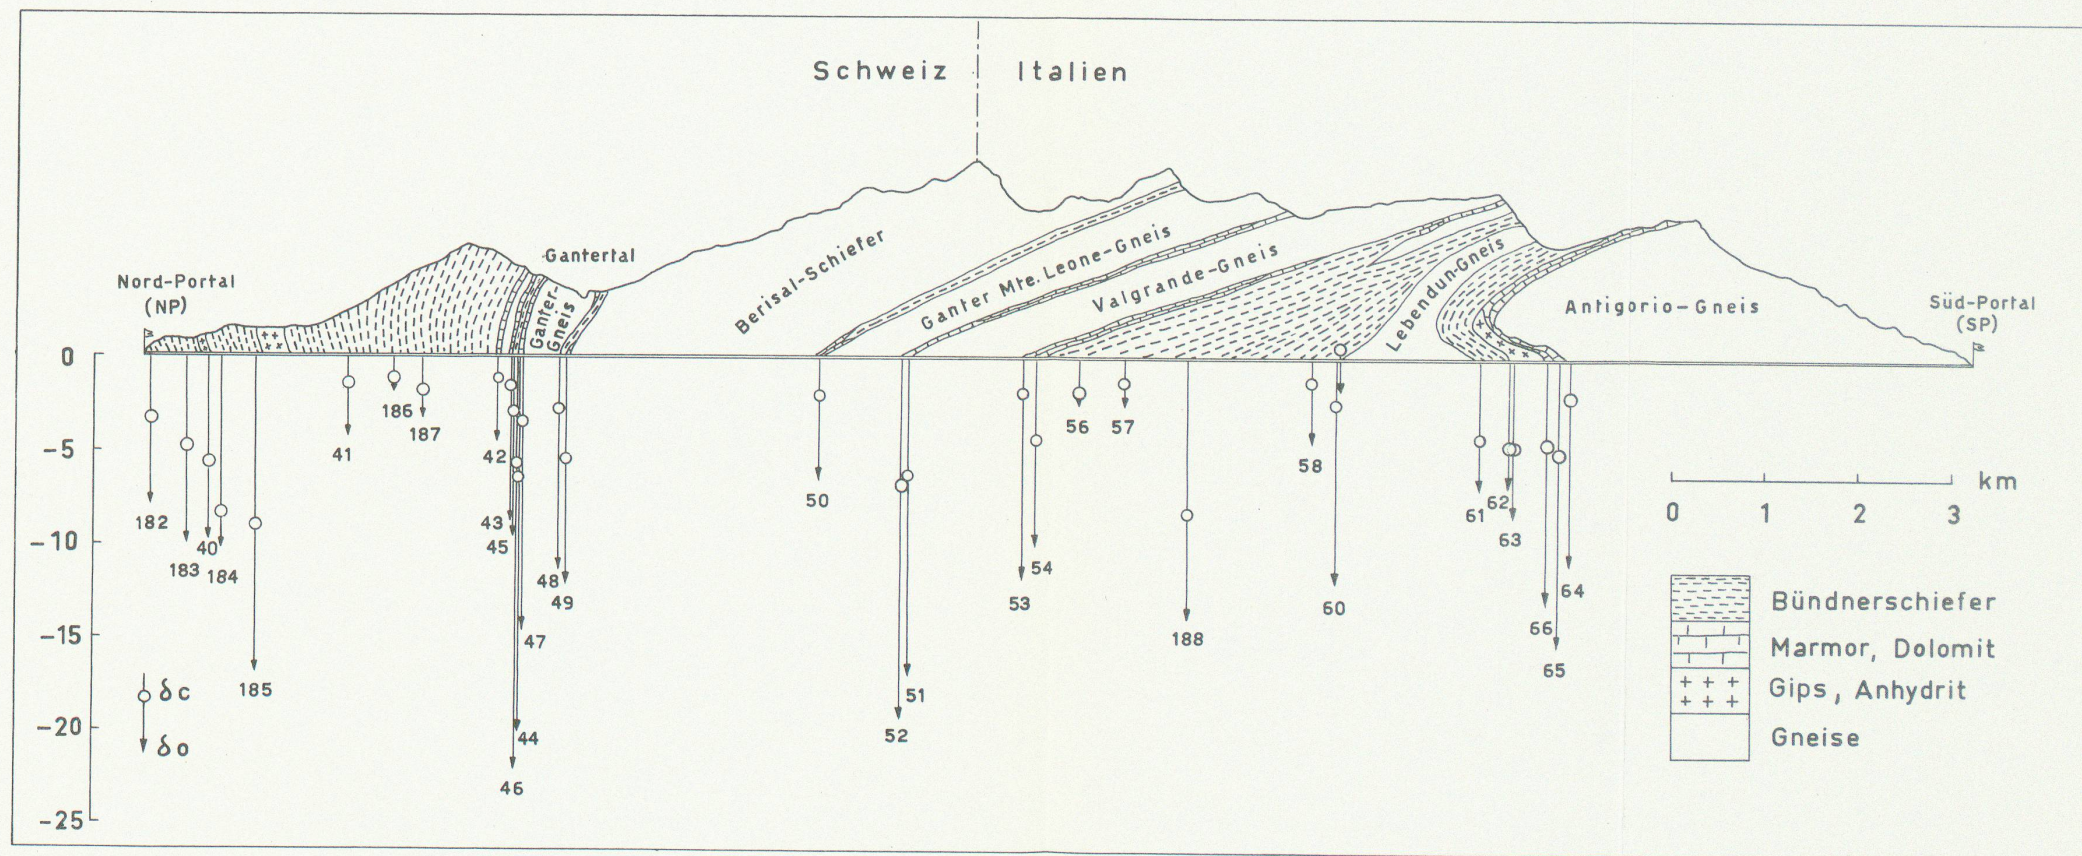 Schweiz Italien
Gantertal
Nord-Portal
(NP)
Ganter-
Gneis
Berisal-Schiefer
Ganter Mte. Leone-Gneis
Valgrande-Gneis
Lebendun-Gneis
Antigorio-Gneis
Süd-Portal
(SP)
0
-5
-10
-15
-20
-25
182
183
40
184
185
41
186
187
42
43
45
44
46
47
48
49
50
51
52
53
54
56
57
188
58
60
61
62
63
66
65
64
δc
δo
km
0 1 2 3
Bündnerschiefer
Marmor, Dolomit
Gips, Anhydrit
Gneise